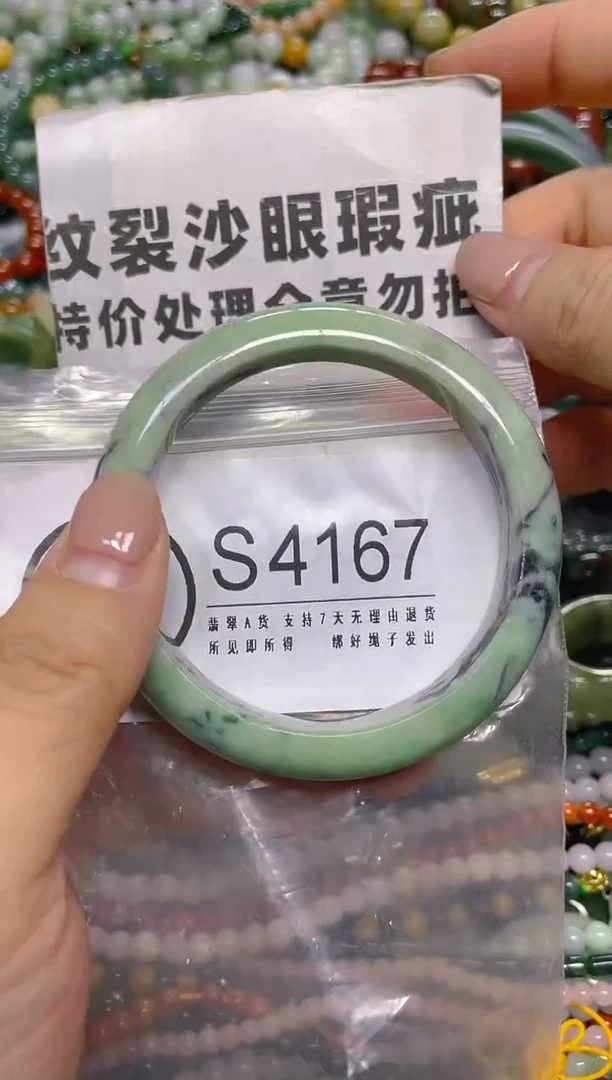 纹裂沙眼瑕疵
特价处理介意勿拍
S4167
翡翠A货 支持7天无理由退货
所见即所得 绑好绳子发出
B